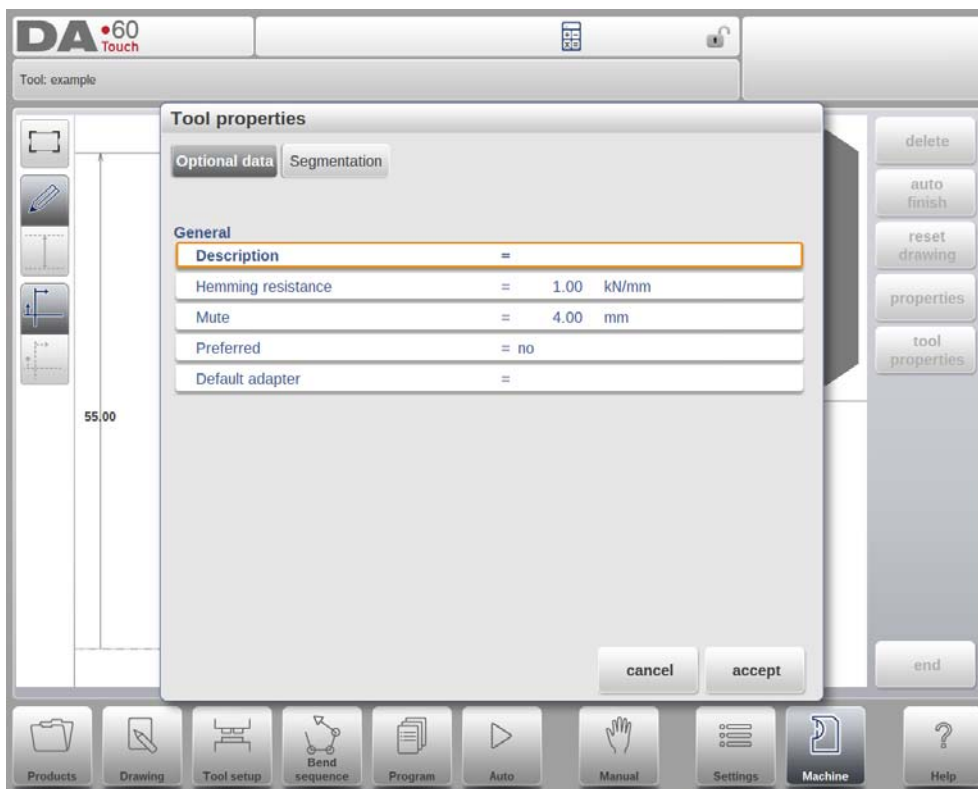 DA•60
Touch
Tool: example
Tool properties
Optional data Segmentation
General
Description =
Hemming resistance = 1.00 kN/mm
Mute = 4.00 mm
Preferred = no
Default adapter =
55.00
cancel accept
delete
auto
finish
reset
drawing
properties
tool
properties
end
Products
Drawing
Tool setup
Bend
sequence
Program
Auto
Manual
Settings
Machine
? Help